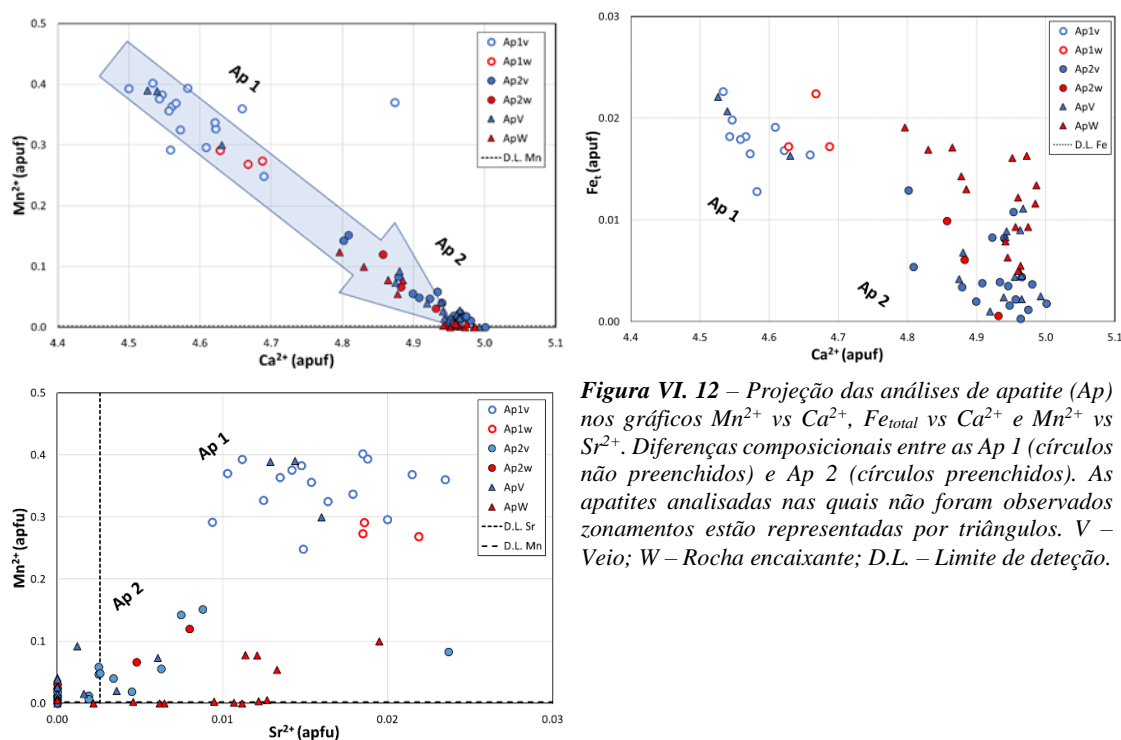 0.5
0.4
0.3
0.2
0.1
0.0
Mn2+ (apuf)
4.4 4.5 4.6 4.7 4.8 4.9 5.0 5.1
Ca2+ (apuf)
Ap 1
Ap 2
Ap1v
Ap1w
Ap2v
Ap2w
ApV
ApW
D.L. Mn
0.03
0.02
0.01
0.00
Fet (apuf)
4.4 4.5 4.6 4.7 4.8 4.9 5.0 5.1
Ca2+ (apuf)
Ap 1
Ap 2
Ap1v
Ap1w
Ap2v
Ap2w
ApV
ApW
D.L. Fe
0.5
0.4
0.3
0.2
0.1
0.0
Mn2+ (apfu)
0.00 0.01 0.02 0.03
Sr2+ (apfu)
Ap 1
Ap 2
Ap1v
Ap1w
Ap2v
Ap2w
ApV
ApW
D.L. Sr
D.L. Mn
Figura VI. 12 – Projeção das análises de apatite (Ap)
nos gráficos Mn2+ vs Ca2+, Fetotal vs Ca2+ e Mn2+ vs
Sr2+. Diferenças composicionais entre as Ap 1 (círculos
não preenchidos) e Ap 2 (círculos preenchidos). As
apatites analisadas nas quais não foram observados
zonamentos estão representadas por triângulos. V –
Veio; W – Rocha encaixante; D.L. – Limite de deteção.